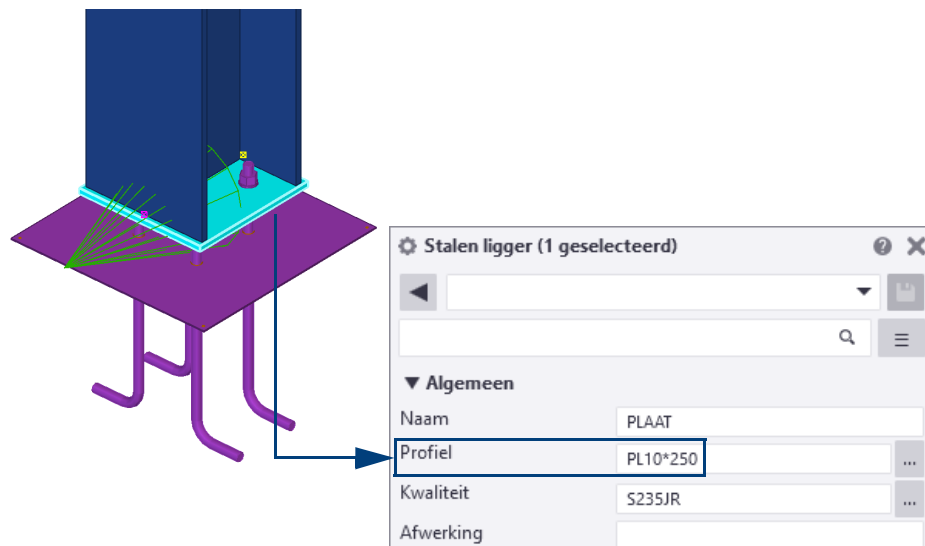 Stalen ligger (1 geselecteerd)
Algemeen
Naam PLAAT
Profiel PL10*250 ...
Kwaliteit S235JR ...
Afwerking